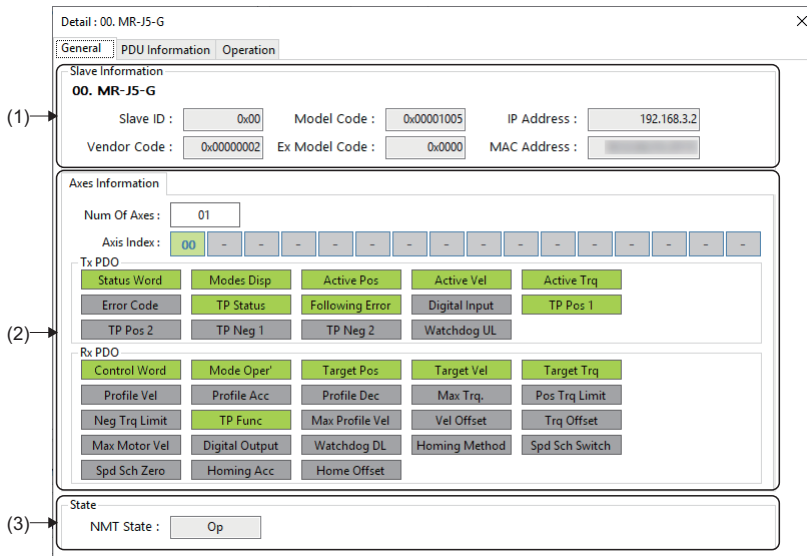 Detail : 00. MR-J5-G
General PDU Information Operation
Slave Information
00. MR-J5-G
(1)
Slave ID : 0x00 Model Code : 0x00001005 IP Address : 192.168.3.2
Vendor Code : 0x00000002 Ex Model Code : 0x0000 MAC Address :
Axes Information
Num Of Axes : 01
Axis Index : 00 - - - - - - - - - - - - - - -
Tx PDO
Status Word Modes Disp Active Pos Active Vel Active Trq
Error Code TP Status Following Error Digital Input TP Pos 1
(2)
TP Pos 2 TP Neg 1 TP Neg 2 Watchdog UL
Rx PDO
Control Word Mode Oper' Target Pos Target Vel Target Trq
Profile Vel Profile Acc Profile Dec Max Trq. Pos Trq Limit
Neg Trq Limit TP Func Max Profile Vel Vel Offset Trq Offset
Max Motor Vel Digital Output Watchdog DL Homing Method Spd Sch Switch
Spd Sch Zero Homing Acc Home Offset
State
(3)
NMT State : Op